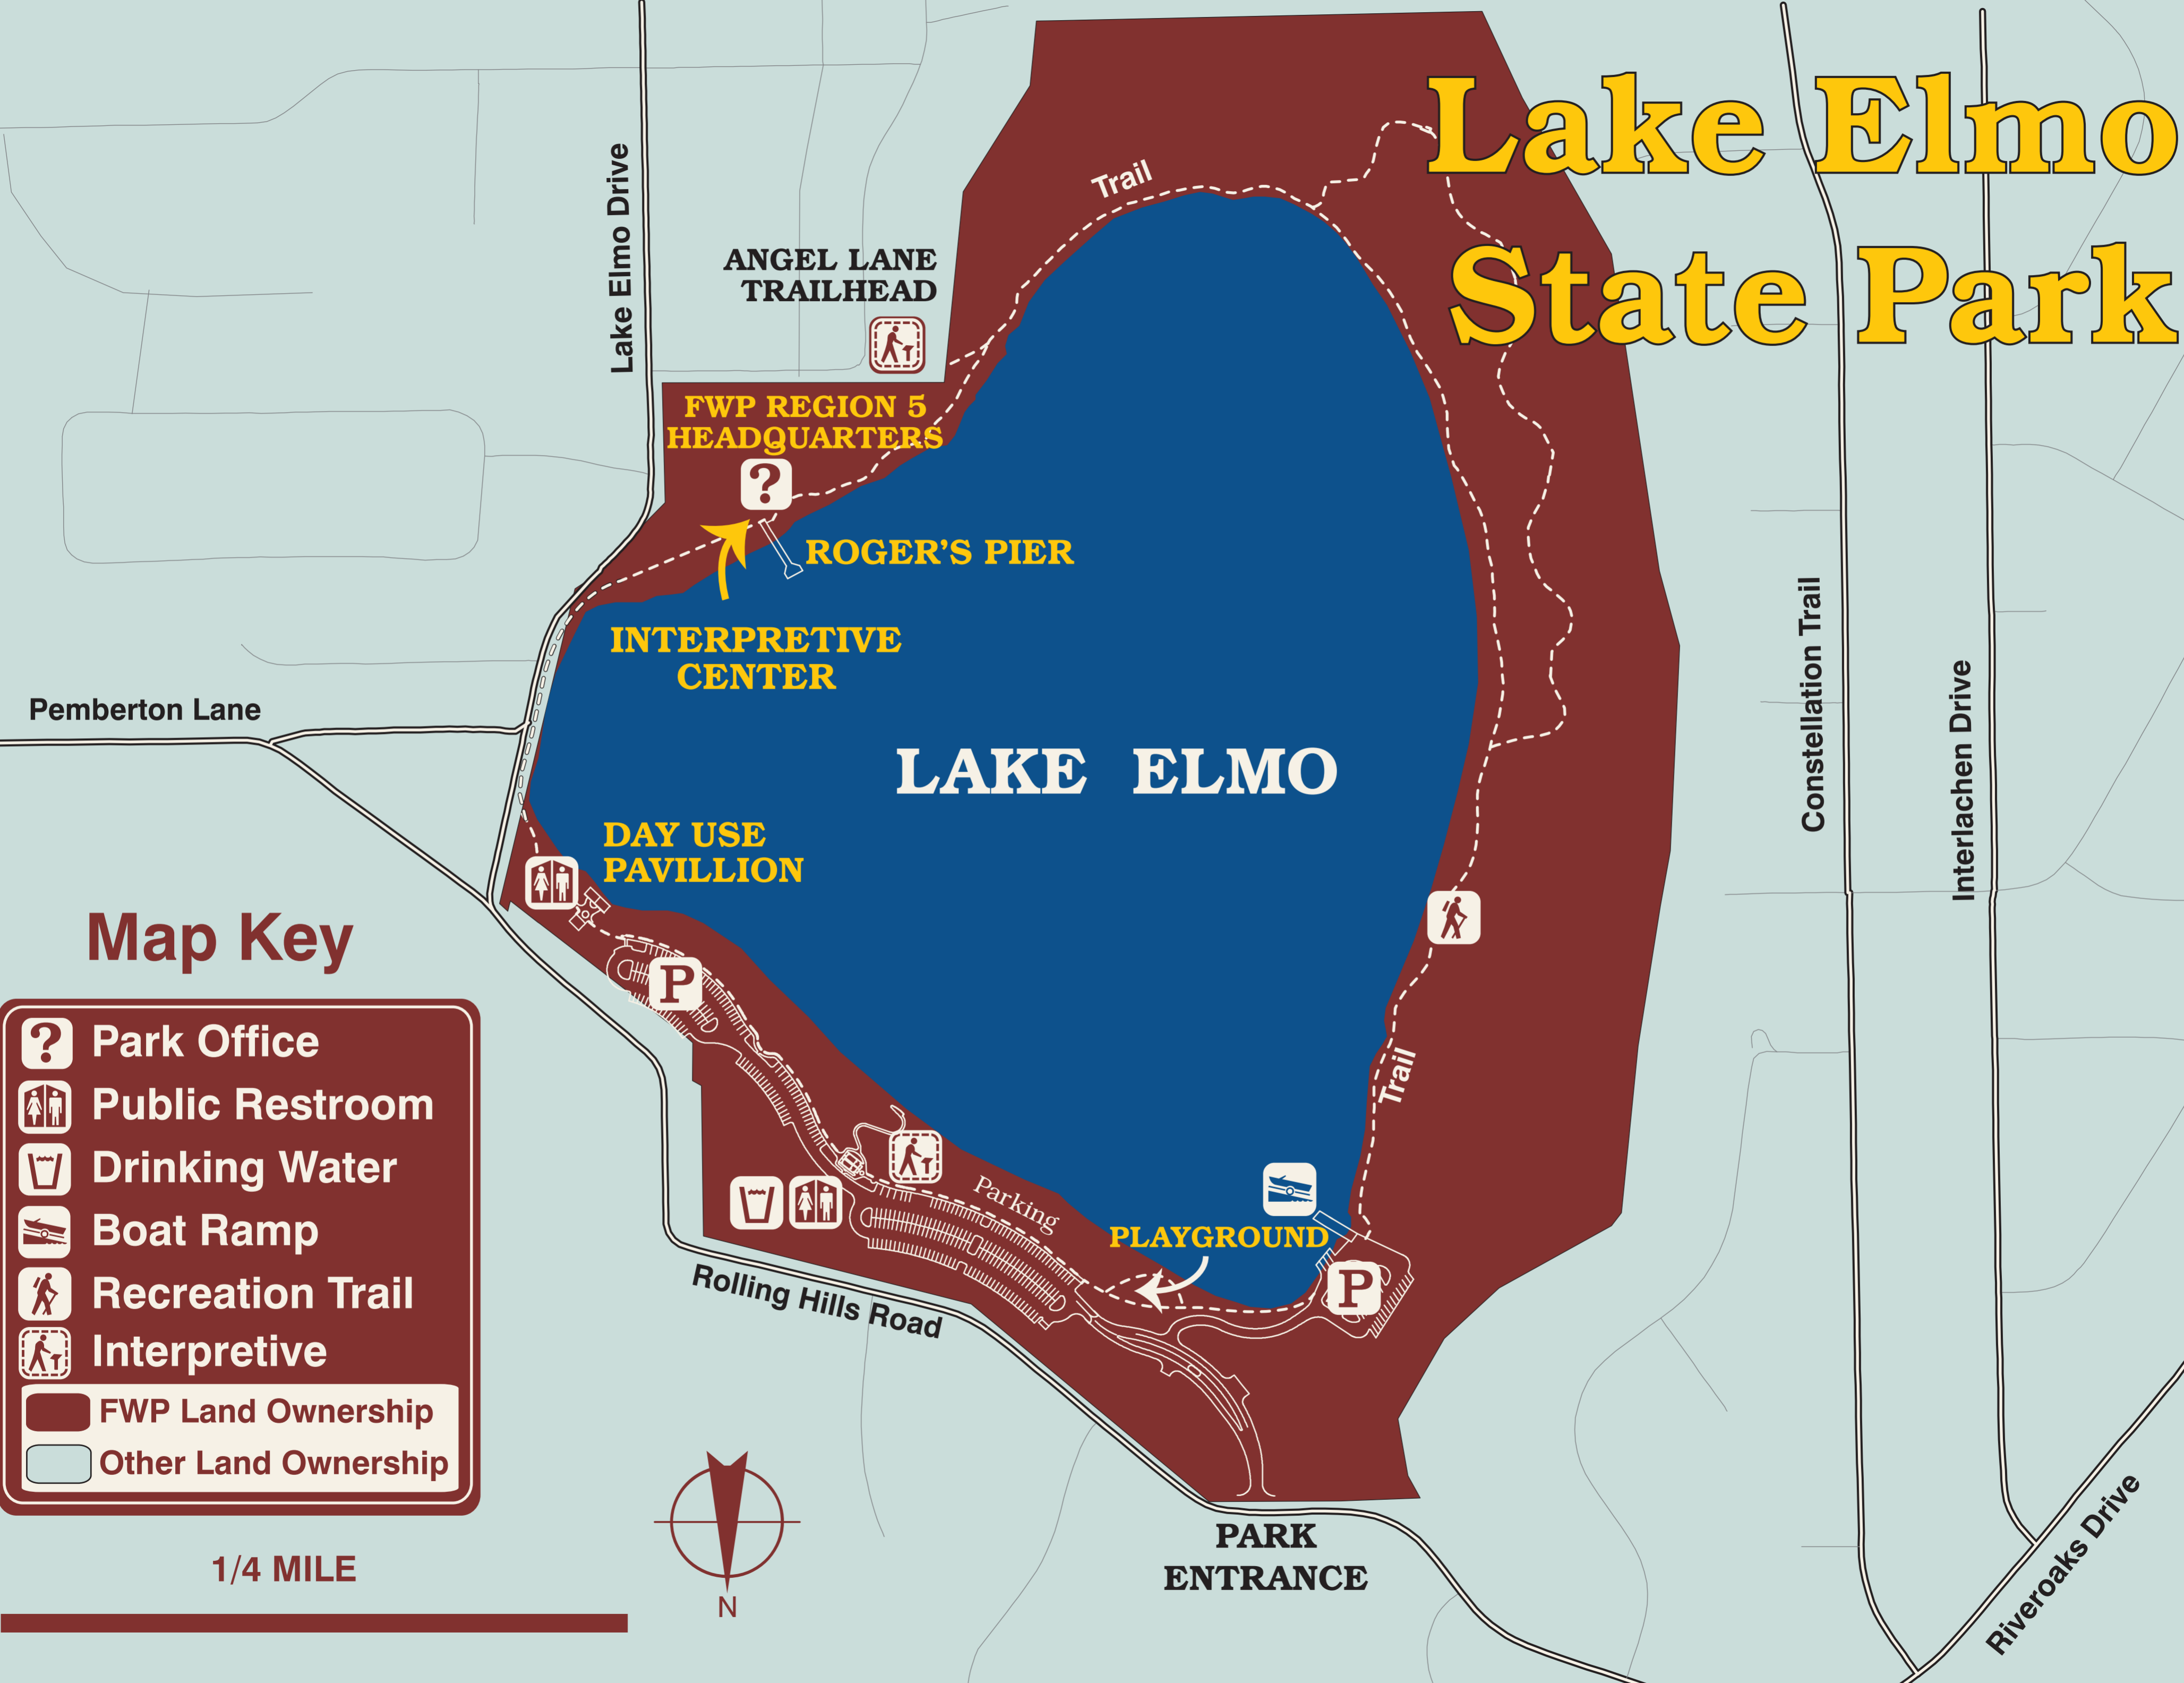 Lake Elmo
State Park
Lake Elmo Drive
Trail
ANGEL LANE
TRAILHEAD
FWP REGION 5
HEADQUARTERS
?
ROGER'S PIER
INTERPRETIVE
CENTER
Pemberton Lane
LAKE ELMO
Constellation Trail
Interlachen Drive
DAY USE
PAVILLION
P
Trail
Parking
PLAYGROUND
P
Rolling Hills Road
PARK
ENTRANCE
Riveroaks Drive
Map Key
? Park Office
Public Restroom
Drinking Water
Boat Ramp
Recreation Trail
Interpretive
FWP Land Ownership
Other Land Ownership
1/4 MILE
N